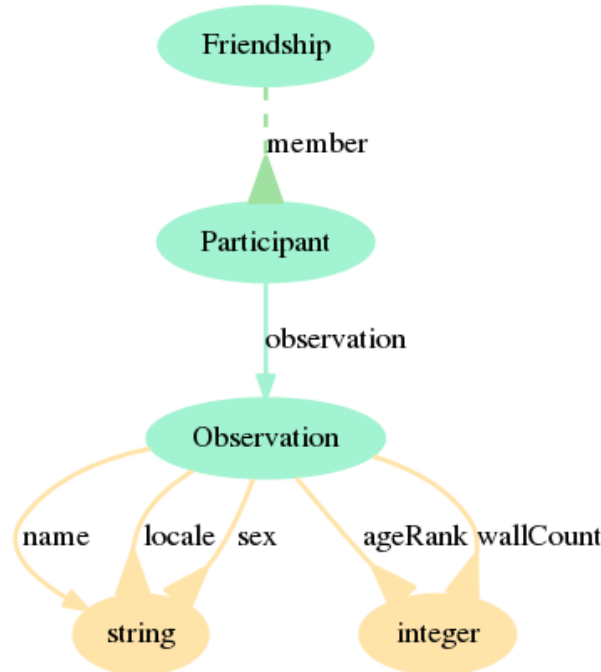 Friendship
member
Participant
observation
Observation
name locale sex ageRank wallCount
string integer